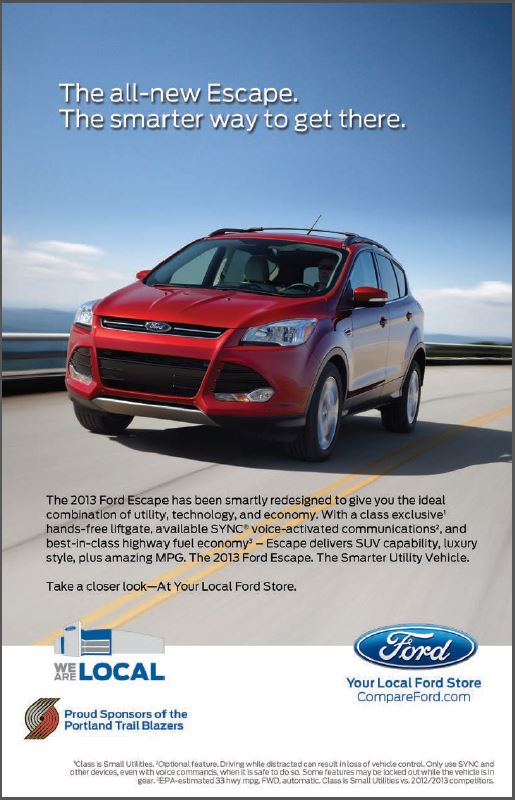 The all-new Escape.
The smarter way to get there.
Ford
The 2013 Ford Escape has been smartly redesigned to give you the ideal
combination of utility, technology, and economy. With a class exclusive¹
hands-free liftgate, available SYNC® voice-activated communications², and
best-in-class highway fuel economy³ – Escape delivers SUV capability, luxury
style, plus amazing MPG. The 2013 Ford Escape. The Smarter Utility Vehicle.
Take a closer look—At Your Local Ford Store.
WE ARE LOCAL
Ford
Your Local Ford Store
CompareFord.com
Proud Sponsors of the
Portland Trail Blazers
¹Class is Small Utilities. ²Optional feature. Driving while distracted can result in loss of vehicle control. Only use SYNC and
other devices, even with voice commands, when it is safe to do so. Some features may be locked out while the vehicle is in
gear. ³EPA-estimated 33 hwy mpg, FWD, automatic. Class is Small Utilities vs. 2012/2013 competitors.